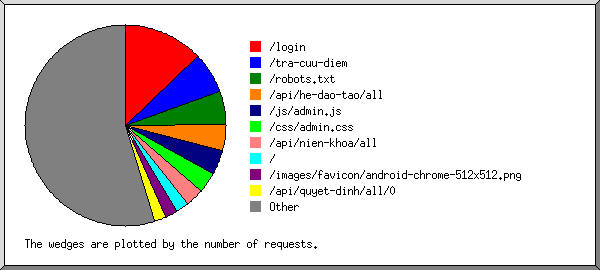 /login
/tra-cuu-diem
/robots.txt
/api/he-dao-tao/all
/js/admin.js
/css/admin.css
/api/nien-khoa/all
/
/images/favicon/android-chrome-512x512.png
/api/quyet-dinh/all/0
Other
The wedges are plotted by the number of requests.